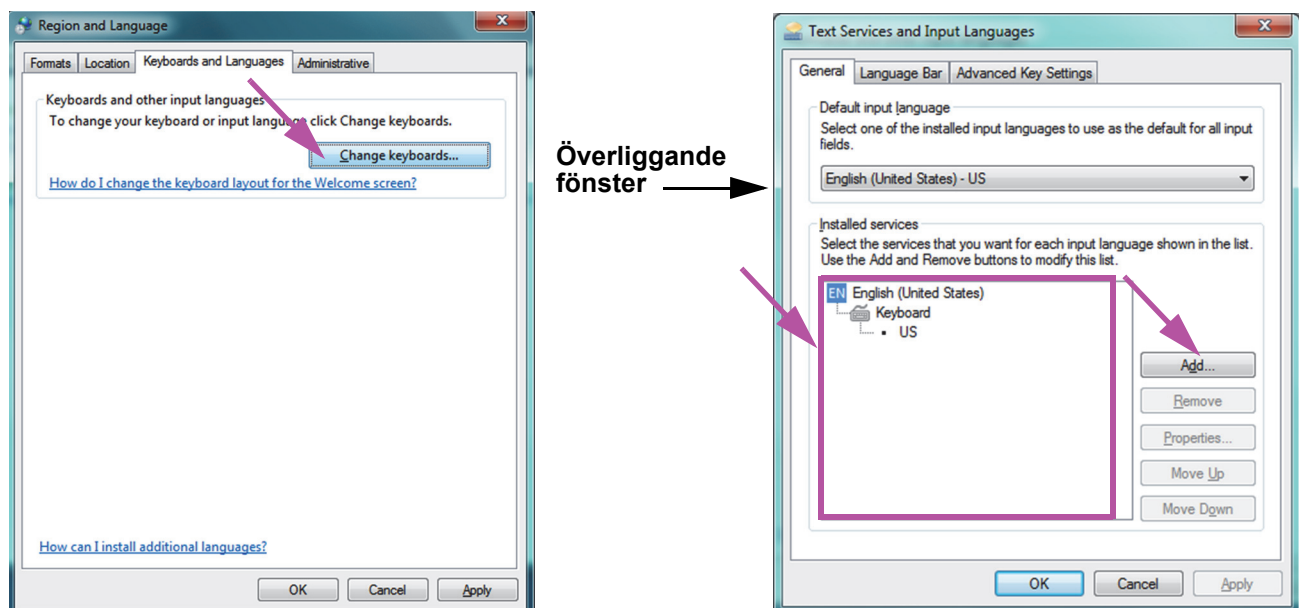 Region and Language
Formats Location Keyboards and Languages Administrative
Keyboards and other input languages
To change your keyboard or input language click Change keyboards.
Change keyboards...
How do I change the keyboard layout for the Welcome screen?
How can I install additional languages?
OK Cancel Apply
Överliggande
fönster
Text Services and Input Languages
General Language Bar Advanced Key Settings
Default input language
Select one of the installed input languages to use as the default for all input
fields.
English (United States) - US
Installed services
Select the services that you want for each input language shown in the list.
Use the Add and Remove buttons to modify this list.
EN English (United States)
Keyboard
US
Add...
Remove
Properties...
Move Up
Move Down
OK Cancel Apply